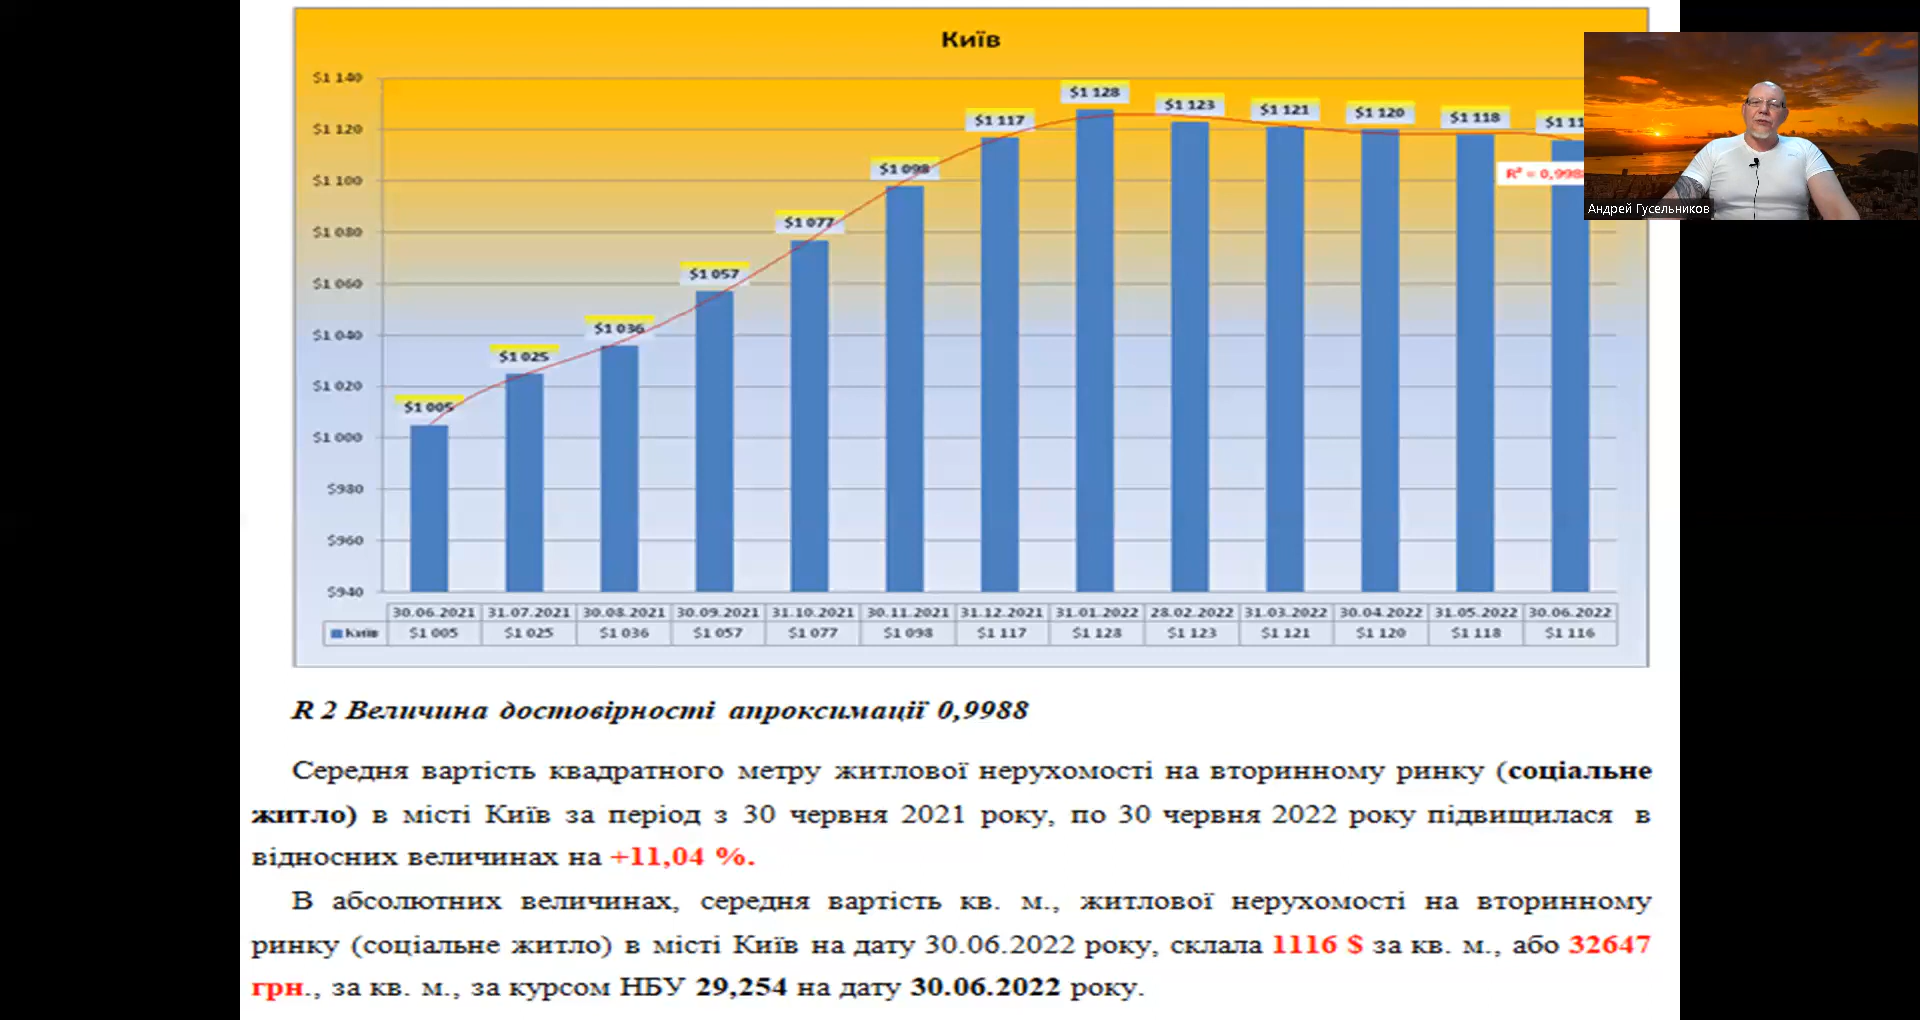 Київ
$1 140
$1 120
$1 100
$1 080
$1 060
$1 040
$1 020
$1 000
$980
$960
$940
$1 005
$1 025
$1 036
$1 057
$1 077
$1 098
$1 117
$1 128
$1 123
$1 121
$1 120
$1 118
$1 11
R² = 0,998
Андрей Гусельников
30.06.2021 31.07.2021 30.08.2021 30.09.2021 31.10.2021 30.11.2021 31.12.2021 31.01.2022 28.02.2022 31.03.2022 30.04.2022 31.05.2022 30.06.2022
Київ $1 005 $1 025 $1 036 $1 057 $1 077 $1 098 $1 117 $1 128 $1 123 $1 121 $1 120 $1 118 $1 116
R 2 Величина достовірності апроксимації 0,9988
Середня вартість квадратного метру житлової нерухомості на вторинному ринку (соціальне
житло) в місті Київ за період з 30 червня 2021 року, по 30 червня 2022 року підвищилася в
відносних величинах на +11,04 %.
В абсолютних величинах, середня вартість кв. м., житлової нерухомості на вторинному
ринку (соціальне житло) в місті Київ на дату 30.06.2022 року, склала 1116 $ за кв. м., або 32647
грн., за кв. м., за курсом НБУ 29,254 на дату 30.06.2022 року.